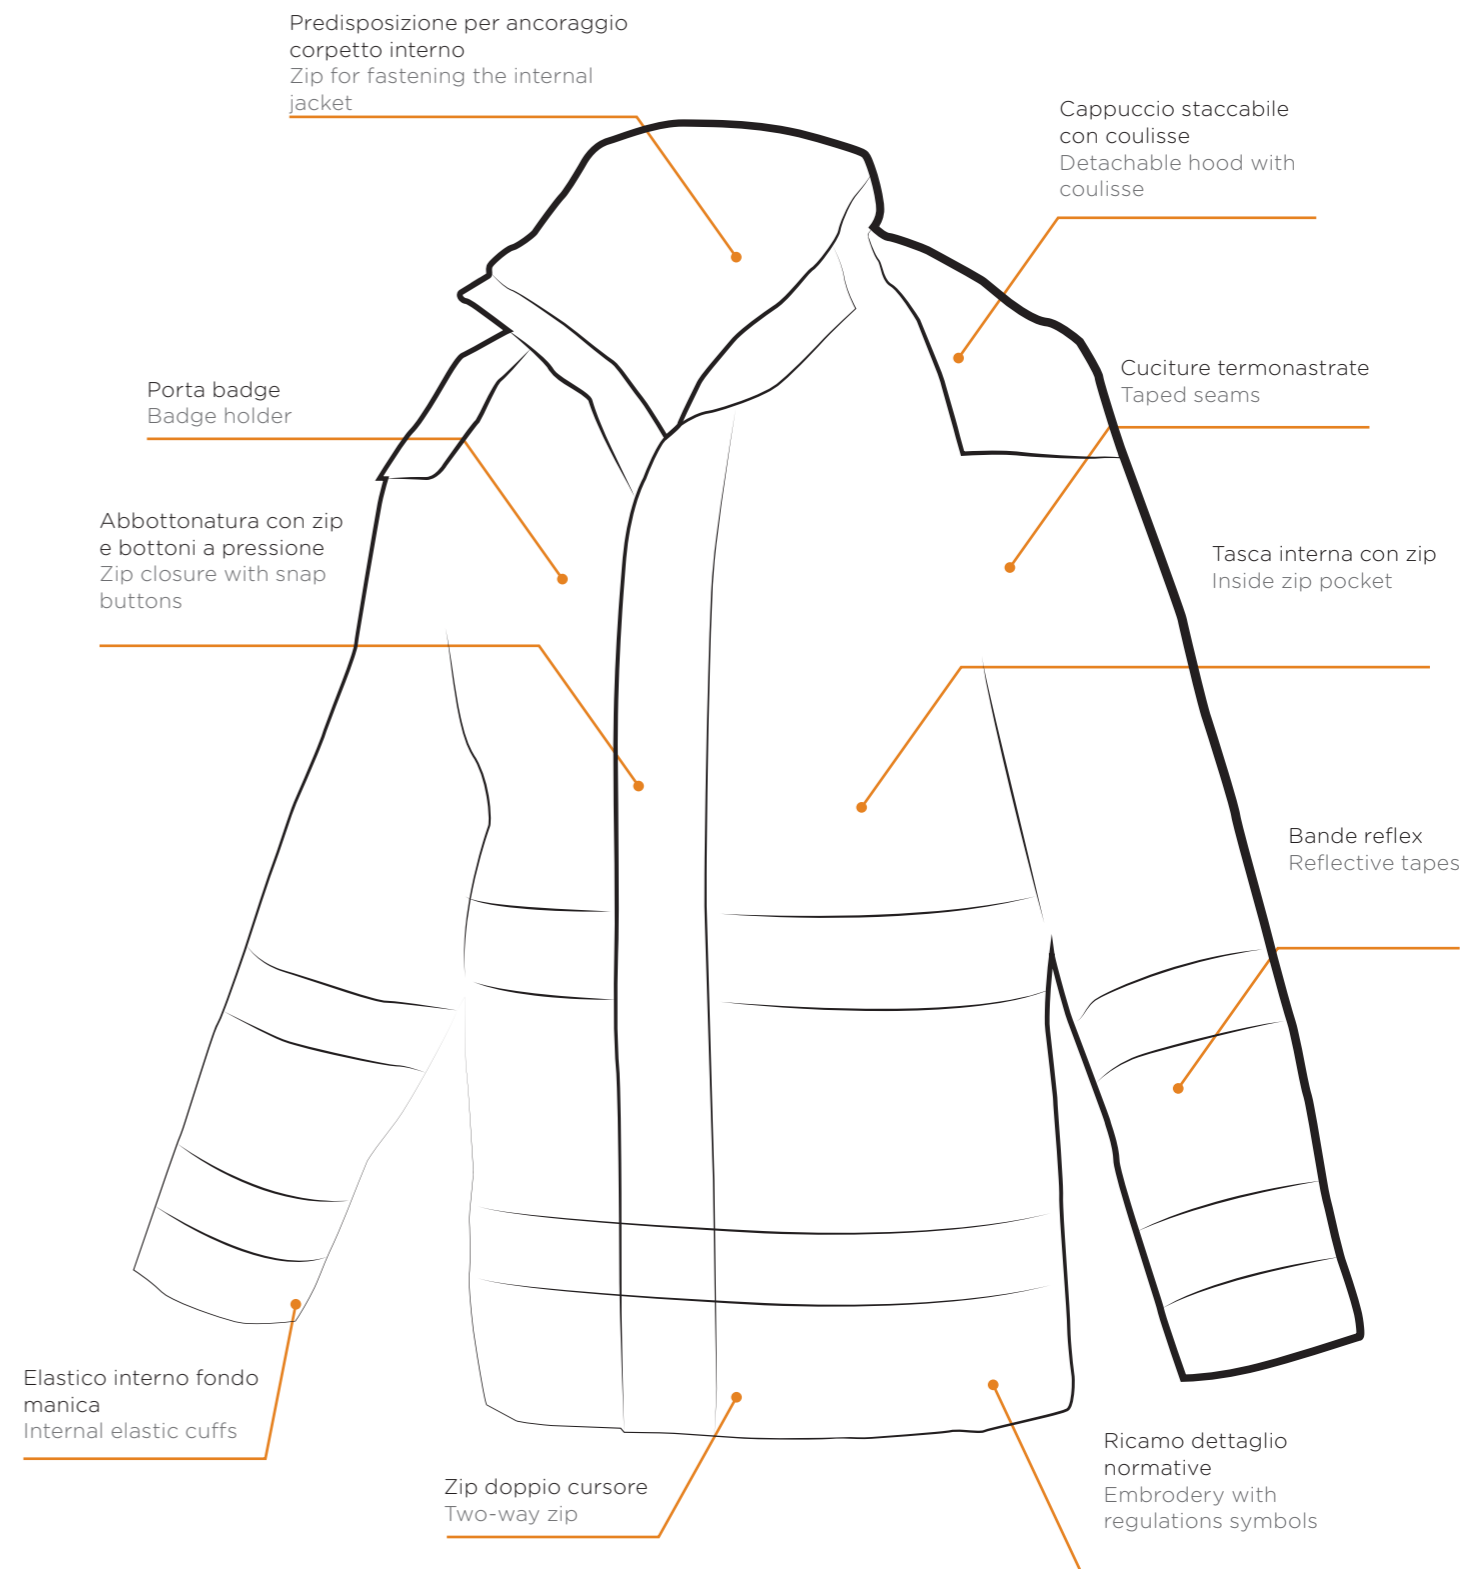 Predisposizione per ancoraggio
corpetto interno
Zip for fastening the internal
jacket
Cappuccio staccabile
con coulisse
Detachable hood with
coulisse
Porta badge
Badge holder
Cuciture termonastrate
Taped seams
Abbottonatura con zip
e bottoni a pressione
Zip closure with snap
buttons
Tasca interna con zip
Inside zip pocket
Bande reflex
Reflective tapes
Elastico interno fondo
manica
Internal elastic cuffs
Zip doppio cursore
Two-way zip
Ricamo dettaglio
normative
Embrodery with
regulations symbols